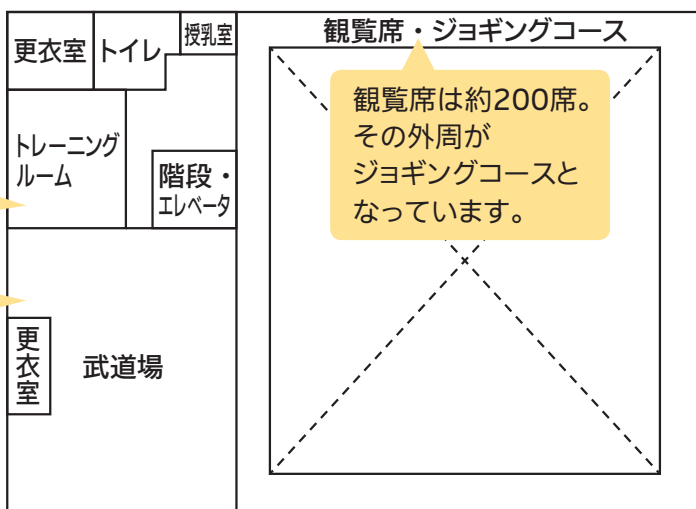 更衣室
トイレ
授乳室
観覧席・ジョギングコース
観覧席は約200席。
その外周が
ジョギングコースと
なっています。
トレーニング
ルーム
階段・
エレベータ
更衣室
武道場